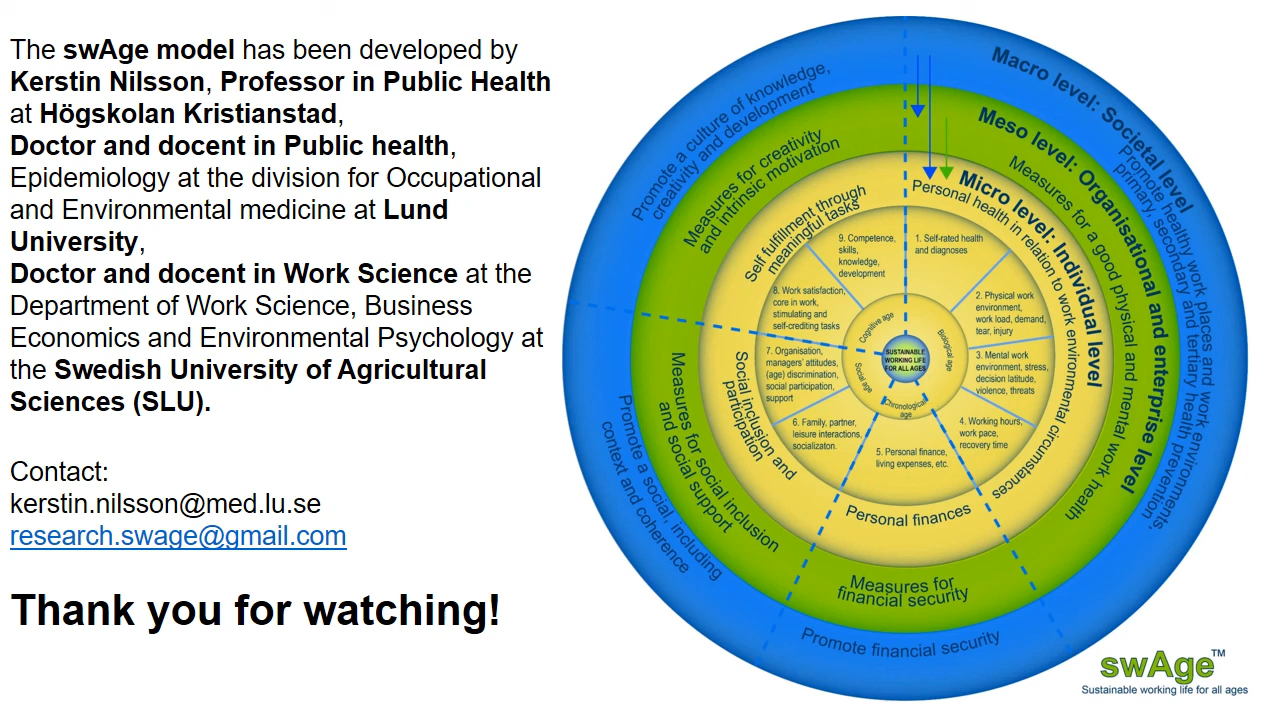 The swAge model has been developed by
Kerstin Nilsson, Professor in Public Health
at Högskolan Kristianstad,
Doctor and docent in Public health,
Epidemiology at the division for Occupational
and Environmental medicine at Lund
University,
Doctor and docent in Work Science at the
Department of Work Science, Business
Economics and Environmental Psychology at
the Swedish University of Agricultural
Sciences (SLU).
Contact:
kerstin.nilsson@med.lu.se
research.swage@gmail.com
Thank you for watching!
Macro level: Societal level
Promote healthy work places and work environments,
primary, secondary and tertiary health prevention
Promote financial security
Promote a social, including
context and coherence
Promote a culture of knowledge,
creativity and development
Meso level: Organisational and enterprise level
Measures for a good physical and mental work health
Measures for
financial security
Measures for social inclusion
and social support
Measures for creativity
and intrinsic motivation
Micro level: Individual level
Personal health in relation to work environmental circumstances
Personal finances
Social inclusion and
participation
Self fulfillment through
meaningful tasks
1. Self-rated health
and diagnoses
2. Physical work
environment,
work load, demand,
tear, injury
3. Mental work
environment, stress,
decision latitude,
violence, threats
4. Working hours,
work pace,
recovery time
5. Personal finance,
living expenses, etc.
6. Family, partner,
leisure interactions,
socializaton.
7. Organisation,
managers' attitudes,
(age) discrimination,
social participation,
support
8. Work satisfaction,
core in work,
stimulating and
self-crediting tasks
9. Competence,
skills,
knowledge,
development
Biological age
Chronological
age
Social age
Cognitive age
SUSTAINABLE
WORKING LIFE
FOR ALL AGES
swAge™
Sustainable working life for all ages